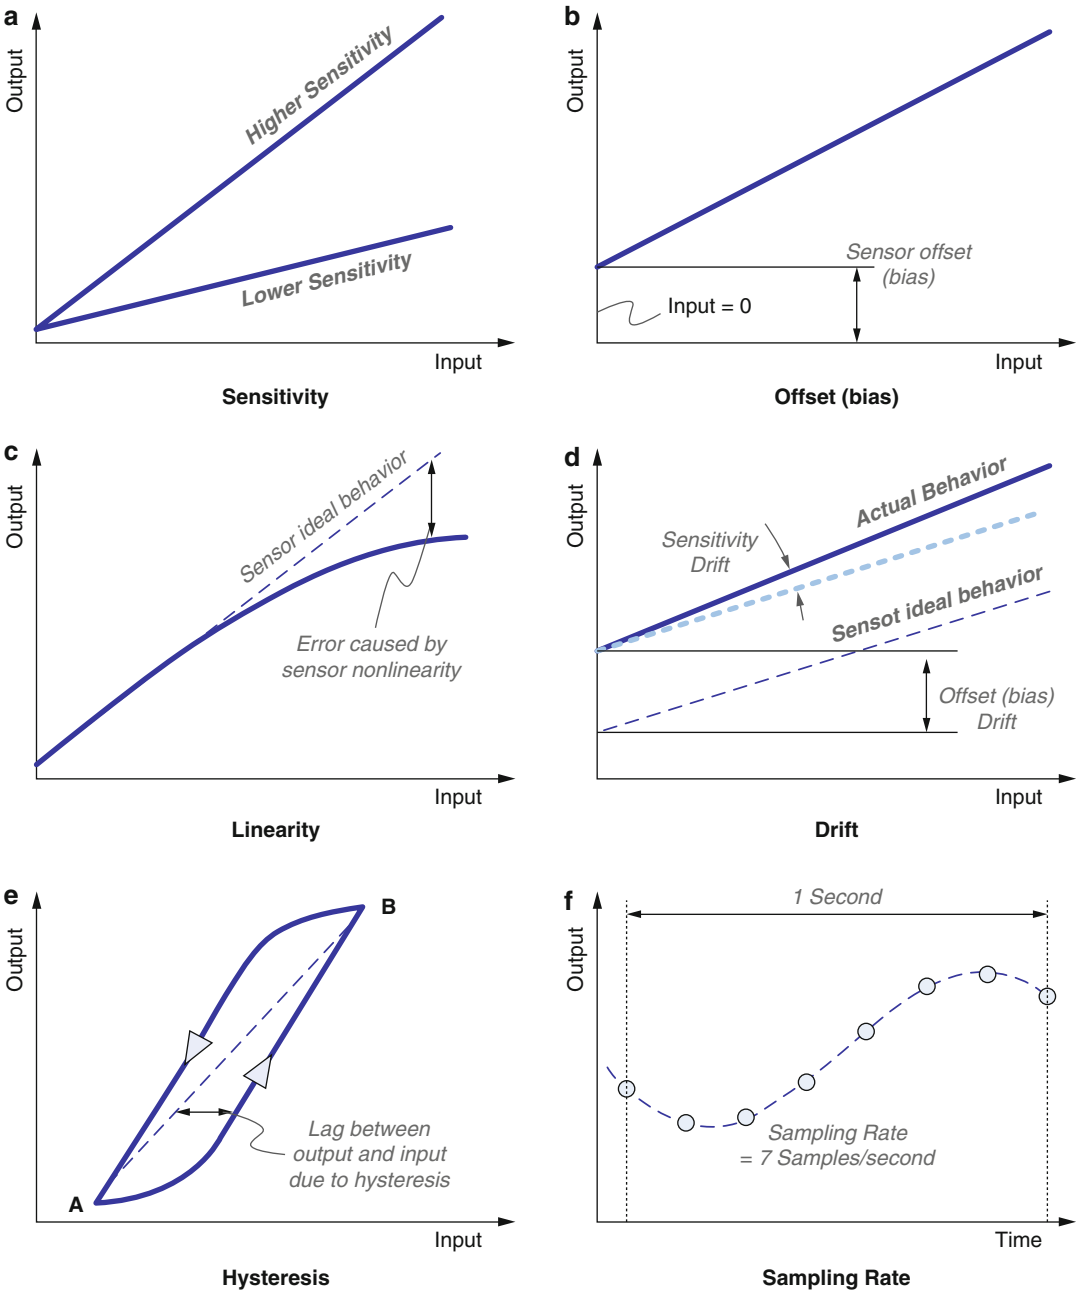 a
Output
Higher Sensitivity
Lower Sensitivity
Input
Sensitivity
b
Output
Sensor offset
(bias)
Input = 0
Input
Offset (bias)
c
Output
Sensor ideal behavior
Error caused by
sensor nonlinearity
Input
Linearity
d
Output
Actual Behavior
Sensitivity
Drift
Sensot ideal behavior
Offset (bias)
Drift
Input
Drift
e
Output
B
Lag between
output and input
due to hysteresis
A
Input
Hysteresis
f
Output
1 Second
Sampling Rate
= 7 Samples/second
Time
Sampling Rate